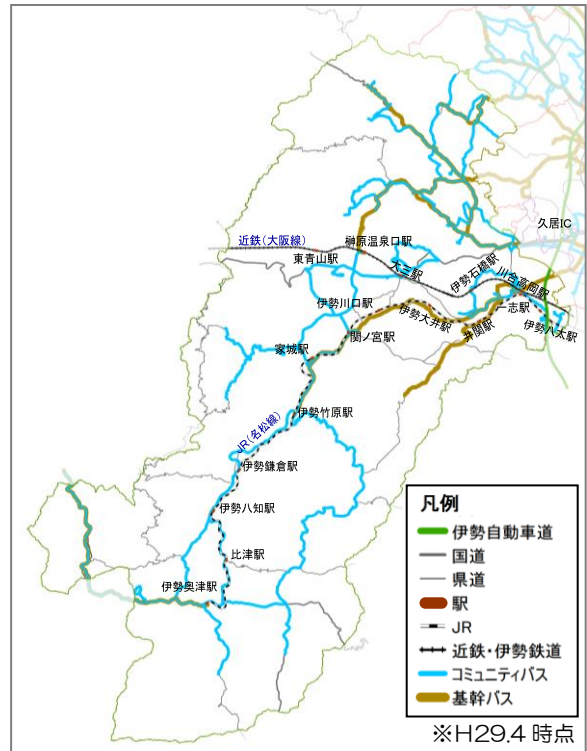 久居IC
近鉄(大阪線)
榊原温泉口駅
東青山駅
大三駅
伊勢石橋駅
川合高岡駅
伊勢川口駅
伊勢大井駅
一志駅
伊勢八太駅
井関駅
関ノ宮駅
家城駅
伊勢竹原駅
JR(名松線)
伊勢鎌倉駅
伊勢八知駅
比津駅
伊勢奥津駅
凡例
伊勢自動車道
国道
県道
駅
JR
近鉄・伊勢鉄道
コミュニティバス
基幹バス
※H29.4 時点